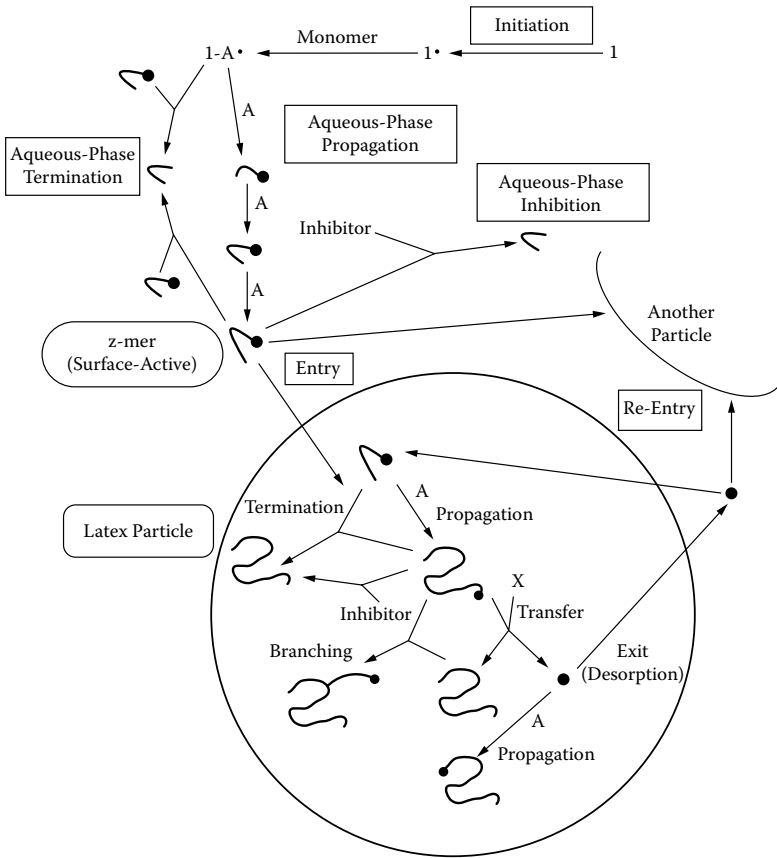 Initiation
1-A•
Monomer
1•
1
A
Aqueous-Phase
Propagation
Aqueous-Phase
Termination
A
Aqueous-Phase
Inhibition
Inhibitor
A
z-mer
(Surface-Active)
Entry
Another
Particle
Re-Entry
Latex Particle
Termination
A
Propagation
X
Transfer
Inhibitor
Branching
Exit
(Desorption)
A
Propagation